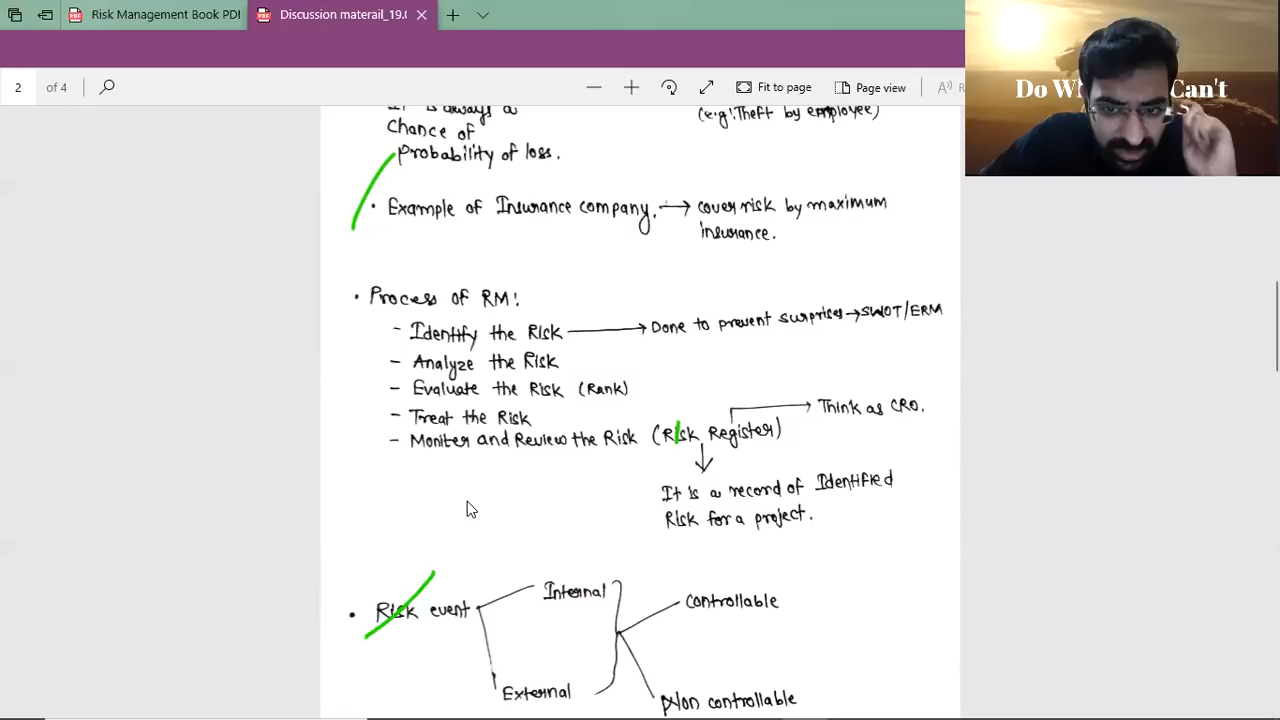 Risk Management Book PDF
Discussion materail_19.0
2 of 4
Fit to page
Page view
Do W Can't
It is always a
Chance of
Probability of loss.
(e.g: Theft by employee)
• Example of Insurance company. → cover risk by maximum
insurance.
• Process of RM:
- Identify the Risk → Done to prevent surprises → SWOT/ERM
- Analyze the Risk
- Evaluate the Risk (Rank)
- Treat the Risk
- Moniter and Review the Risk (Risk Register)
→ Think as CRO.
It is a record of Identified
Risk for a project.
• Risk event
Internal
External
Controllable
Non controllable